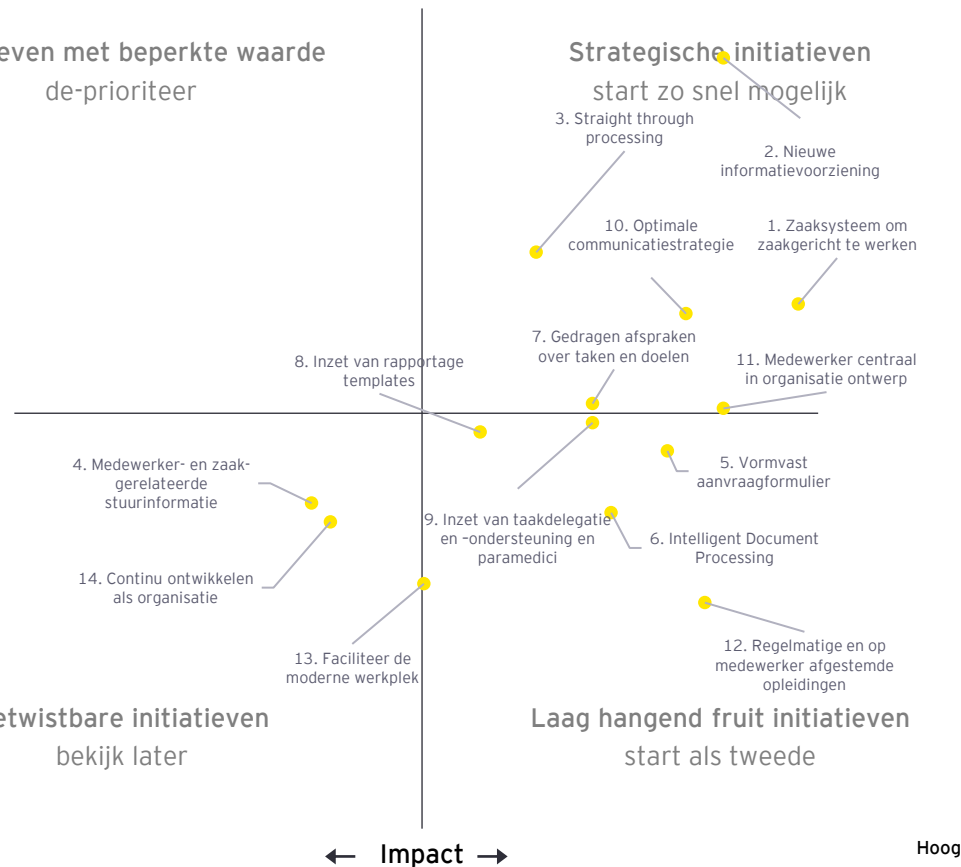 even met beperkte waarde
de-prioriteer
Strategische initiatieven
start zo snel mogelijk
3. Straight through
processing
2. Nieuwe
informatievoorziening
10. Optimale
communicatiestrategie
1. Zaaksysteem om
zaakgericht te werken
7. Gedragen afspraken
over taken en doelen
8. Inzet van rapportage
templates
11. Medewerker centraal
in organisatie ontwerp
4. Medewerker- en zaak-
gerelateerde
stuurinformatie
5. Vormvast
aanvraagformulier
9. Inzet van taakdelegatie
en -ondersteuning en
paramedici
6. Intelligent Document
Processing
14. Continu ontwikkelen
als organisatie
13. Faciliteer de
moderne werkplek
12. Regelmatige en op
medewerker afgestemde
opleidingen
etwistbare initiatieven
bekijk later
Laag hangend fruit initiatieven
start als tweede
← Impact →
Hoog